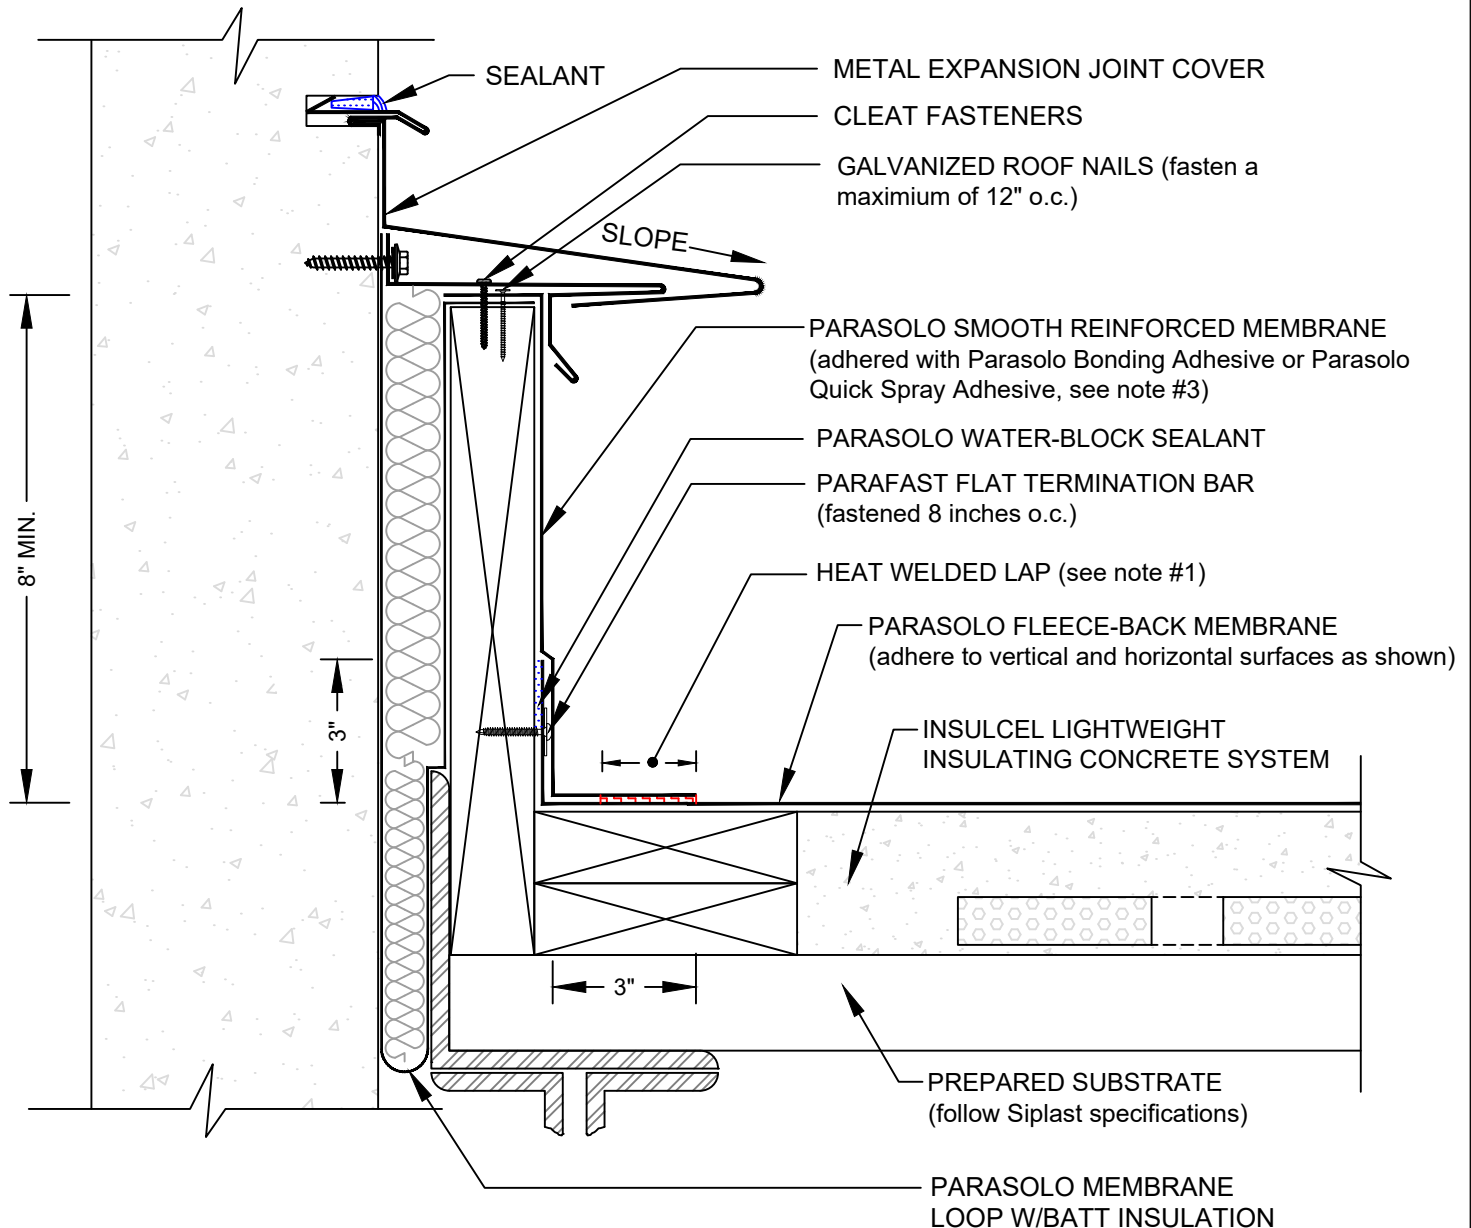 SEALANT
METAL EXPANSION JOINT COVER
CLEAT FASTENERS
GALVANIZED ROOF NAILS (fasten a
maximium of 12" o.c.)
SLOPE
PARASOLO SMOOTH REINFORCED MEMBRANE
(adhered with Parasolo Bonding Adhesive or Parasolo
Quick Spray Adhesive, see note #3)
PARASOLO WATER-BLOCK SEALANT
PARAFAST FLAT TERMINATION BAR
(fastened 8 inches o.c.)
8" MIN.
HEAT WELDED LAP (see note #1)
PARASOLO FLEECE-BACK MEMBRANE
(adhere to vertical and horizontal surfaces as shown)
3"
INSULCEL LIGHTWEIGHT
INSULATING CONCRETE SYSTEM
3"
PREPARED SUBSTRATE
(follow Siplast specifications)
PARASOLO MEMBRANE
LOOP W/BATT INSULATION